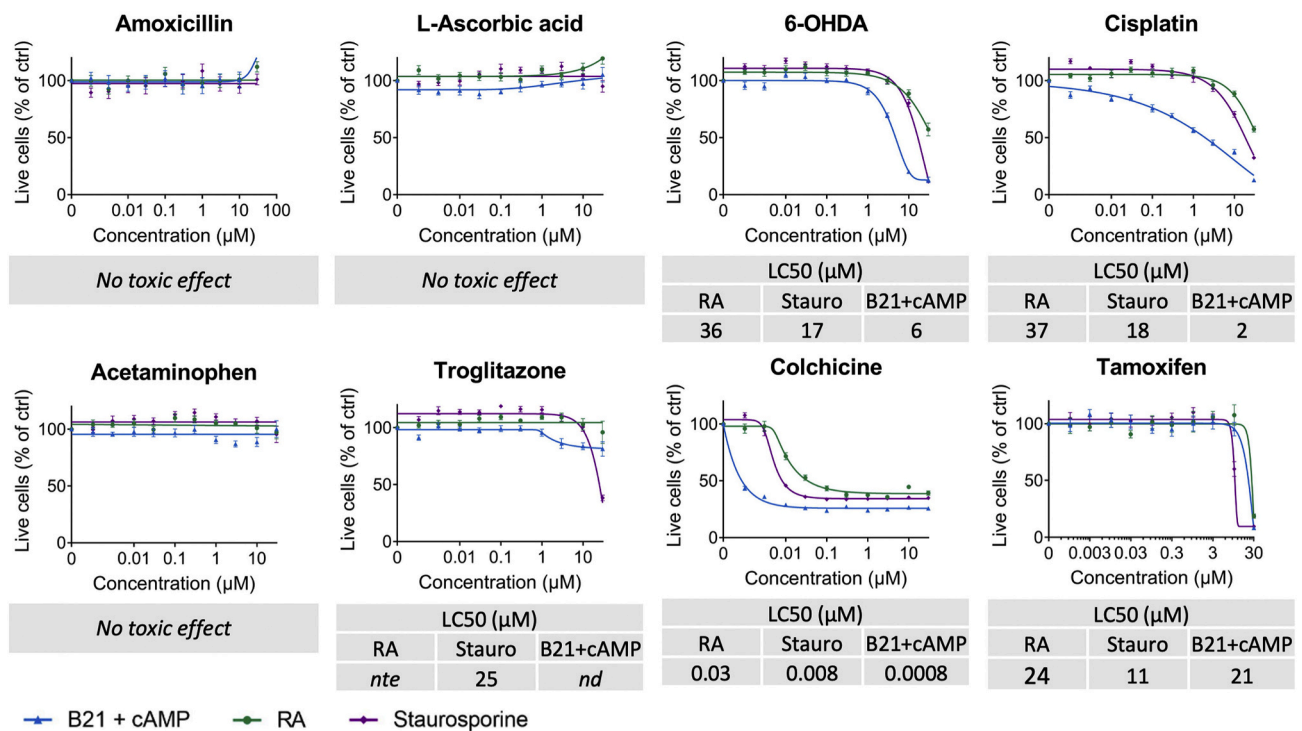 Amoxicillin
Live cells (% of ctrl)
100
50
0
0 0.01 0.1 1 10 100
Concentration (µM)
No toxic effect
L-Ascorbic acid
Live cells (% of ctrl)
100
50
0
0 0.01 0.1 1 10
Concentration (µM)
No toxic effect
6-OHDA
Live cells (% of ctrl)
100
50
0
0 0.01 0.1 1 10
Concentration (µM)
LC50 (µM)
RA Stauro B21+cAMP
36 17 6
Cisplatin
Live cells (% of ctrl)
100
50
0
0 0.01 0.1 1 10
Concentration (µM)
LC50 (µM)
RA Stauro B21+cAMP
37 18 2
Acetaminophen
Live cells (% of ctrl)
100
50
0
0 0.01 0.1 1 10
Concentration (µM)
No toxic effect
Troglitazone
Live cells (% of ctrl)
100
50
0
0 0.01 0.1 1 10
Concentration (µM)
LC50 (µM)
RA Stauro B21+cAMP
nte 25 nd
Colchicine
Live cells (% of ctrl)
100
50
0
0 0.01 0.1 1 10
Concentration (µM)
LC50 (µM)
RA Stauro B21+cAMP
0.03 0.008 0.0008
Tamoxifen
Live cells (% of ctrl)
100
50
0
0 0.003 0.03 0.3 3 30
Concentration (µM)
LC50 (µM)
RA Stauro B21+cAMP
24 11 21
B21 + cAMP RA Staurosporine